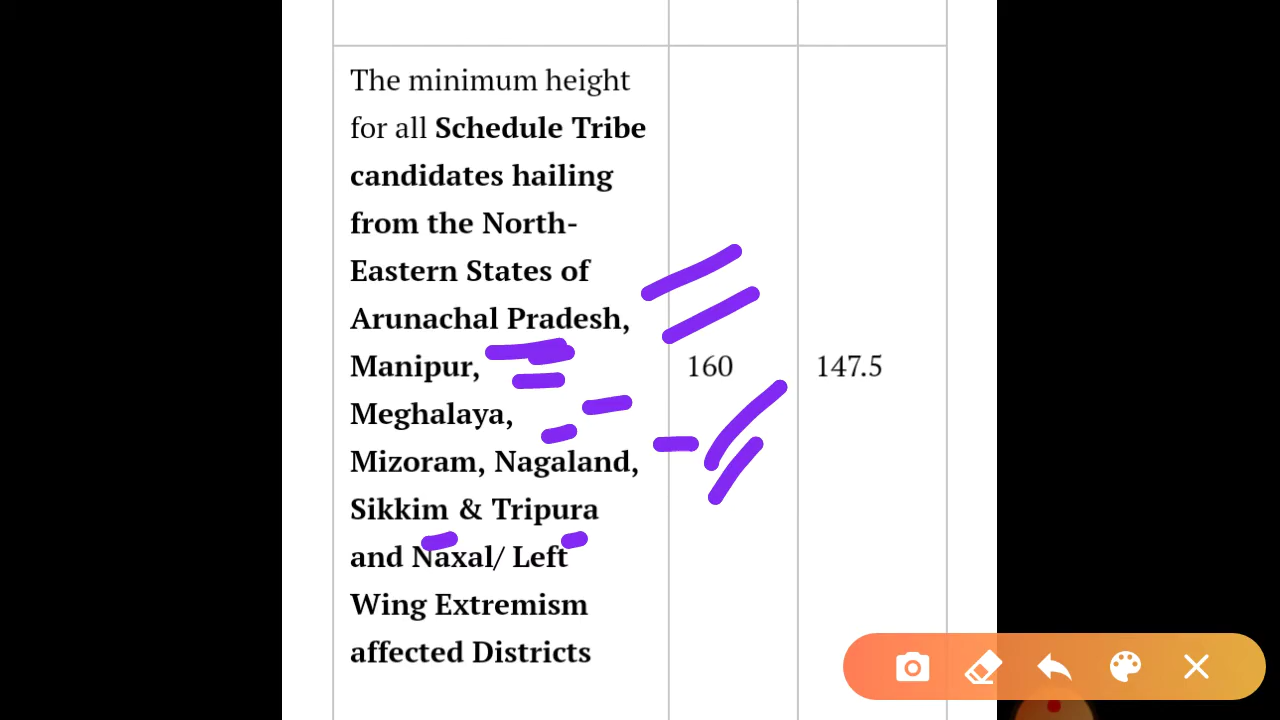 The minimum height
for all Schedule Tribe
candidates hailing
from the North-
Eastern States of
Arunachal Pradesh,
Manipur,
Meghalaya,
Mizoram, Nagaland,
Sikkim & Tripura
and Naxal/ Left
Wing Extremism
affected Districts
160
147.5